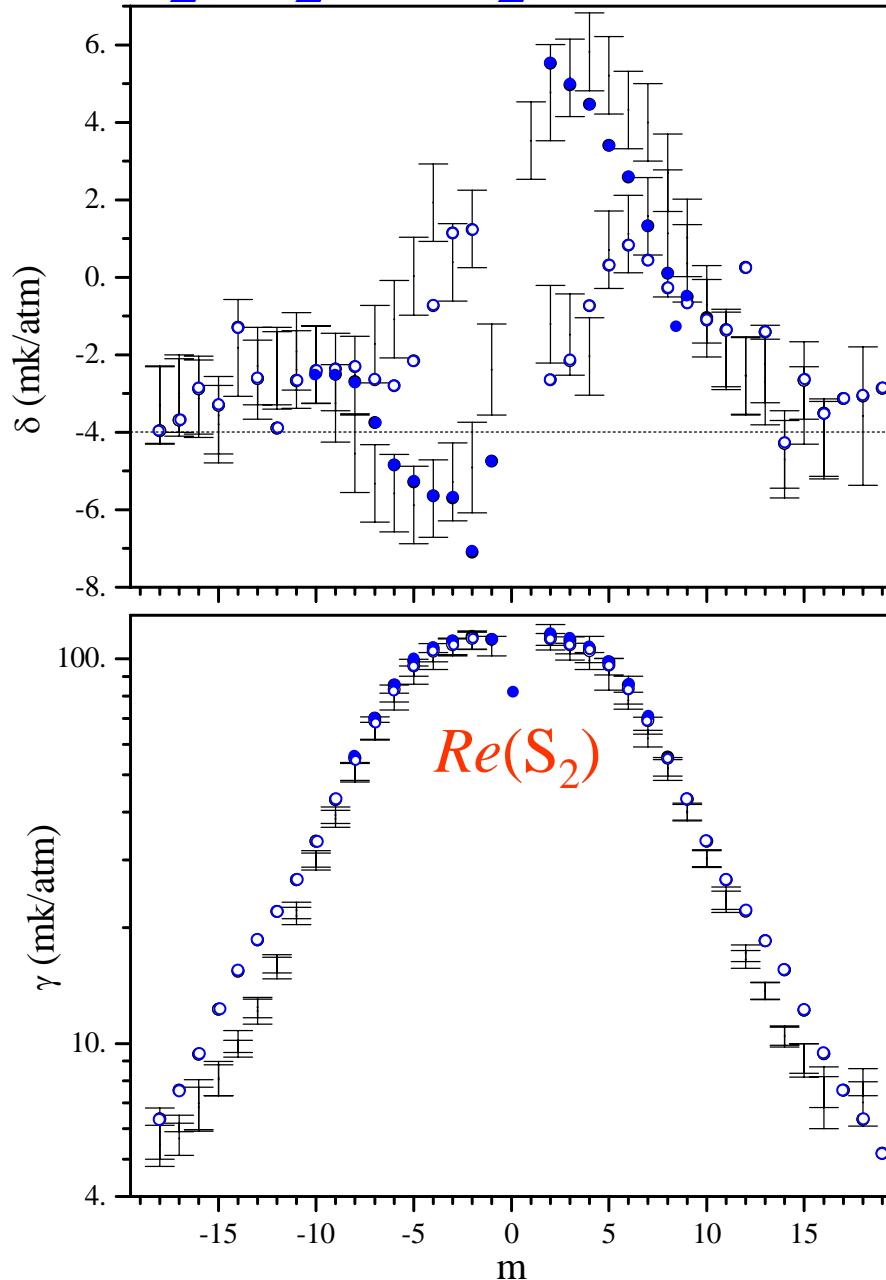 6.
4.
2.
0.
-2.
-4.
-6.
-8.
δ (mk/atm)
100.
10.
4.
γ (mk/atm)
Re(S2)
-15 -10 -5 0 5 10 15
m